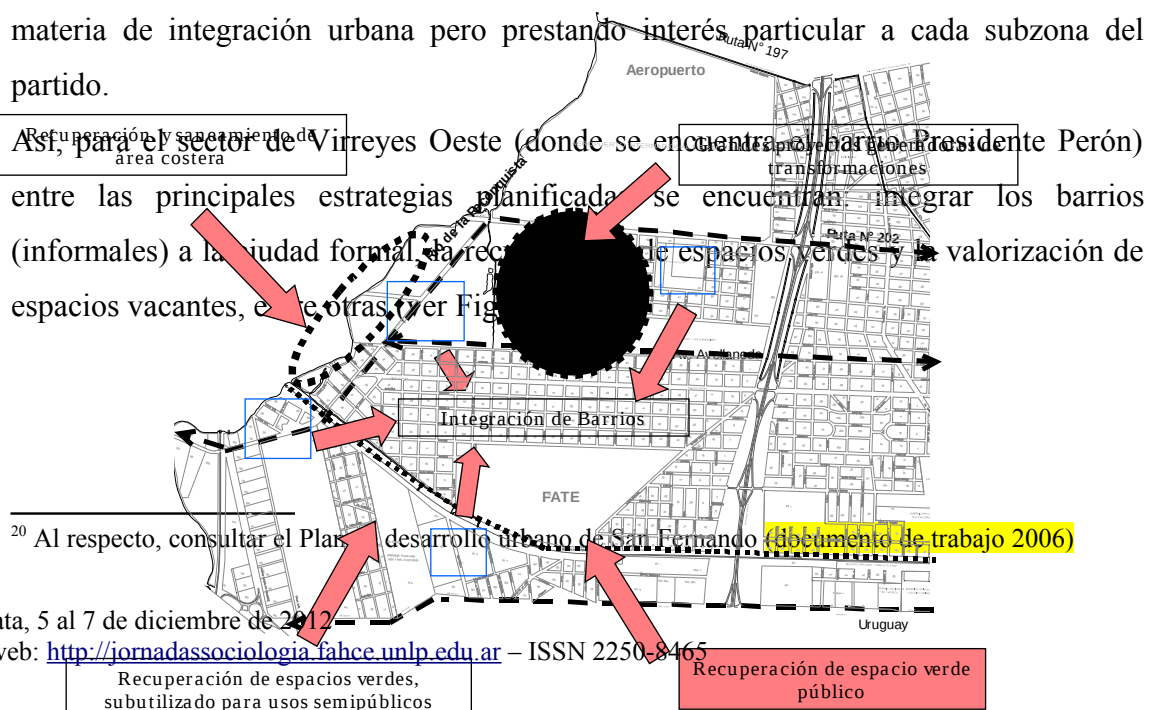 materia de integración urbana pero prestando interés particular a cada subzona del
partido.
Así, para el sector de Virreyes Oeste (donde se encuentra el barrio Presidente Perón)
entre las principales estrategias planificadas se encuentran: integrar los barrios
(informales) a la ciudad formal, la de espacios verdes y la valorización de
espacios vacantes, entre otras (ver
Ruta N° 197
Aeropuerto
Recuperación y saneamiento de
área costera
Grandes proyectos generadores de
transformaciones
de la Reconquista
Ruta N° 202
Avellaneda
Integración de Barrios
FATE
20 Al respecto, consultar el Plan desarrollo urbano de San Fernando (documento de trabajo 2006)
ata, 5 al 7 de diciembre de 2012
web: http://jornadassociologia.fahce.unlp.edu.ar – ISSN 2250-8465
Uruguay
Recuperación de espacios verdes,
subutilizado para usos semipúblicos
Recuperación de espacio verde
público